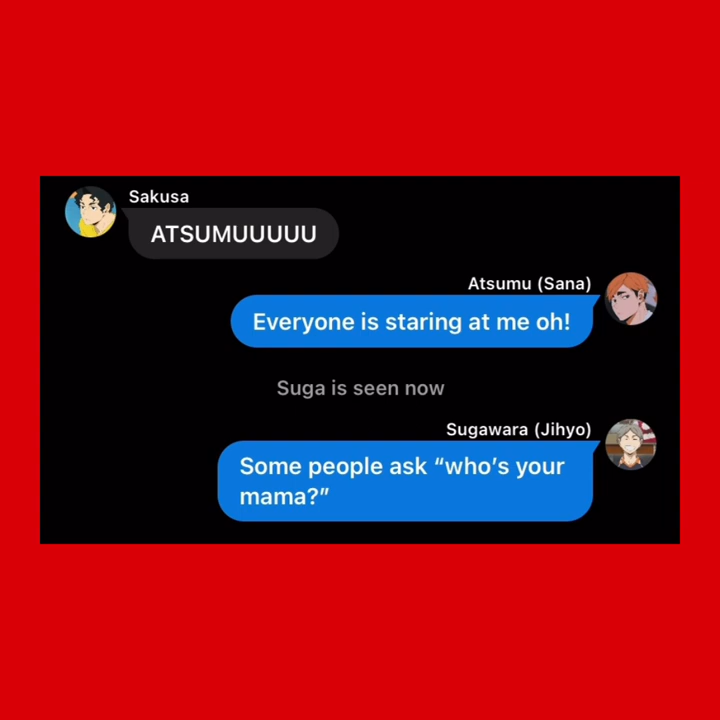 Sakusa
ATSUMUUUUU
Atsumu (Sana)
Everyone is staring at me oh!
Suga is seen now
Sugawara (Jihyo)
Some people ask “who’s your
mama?”